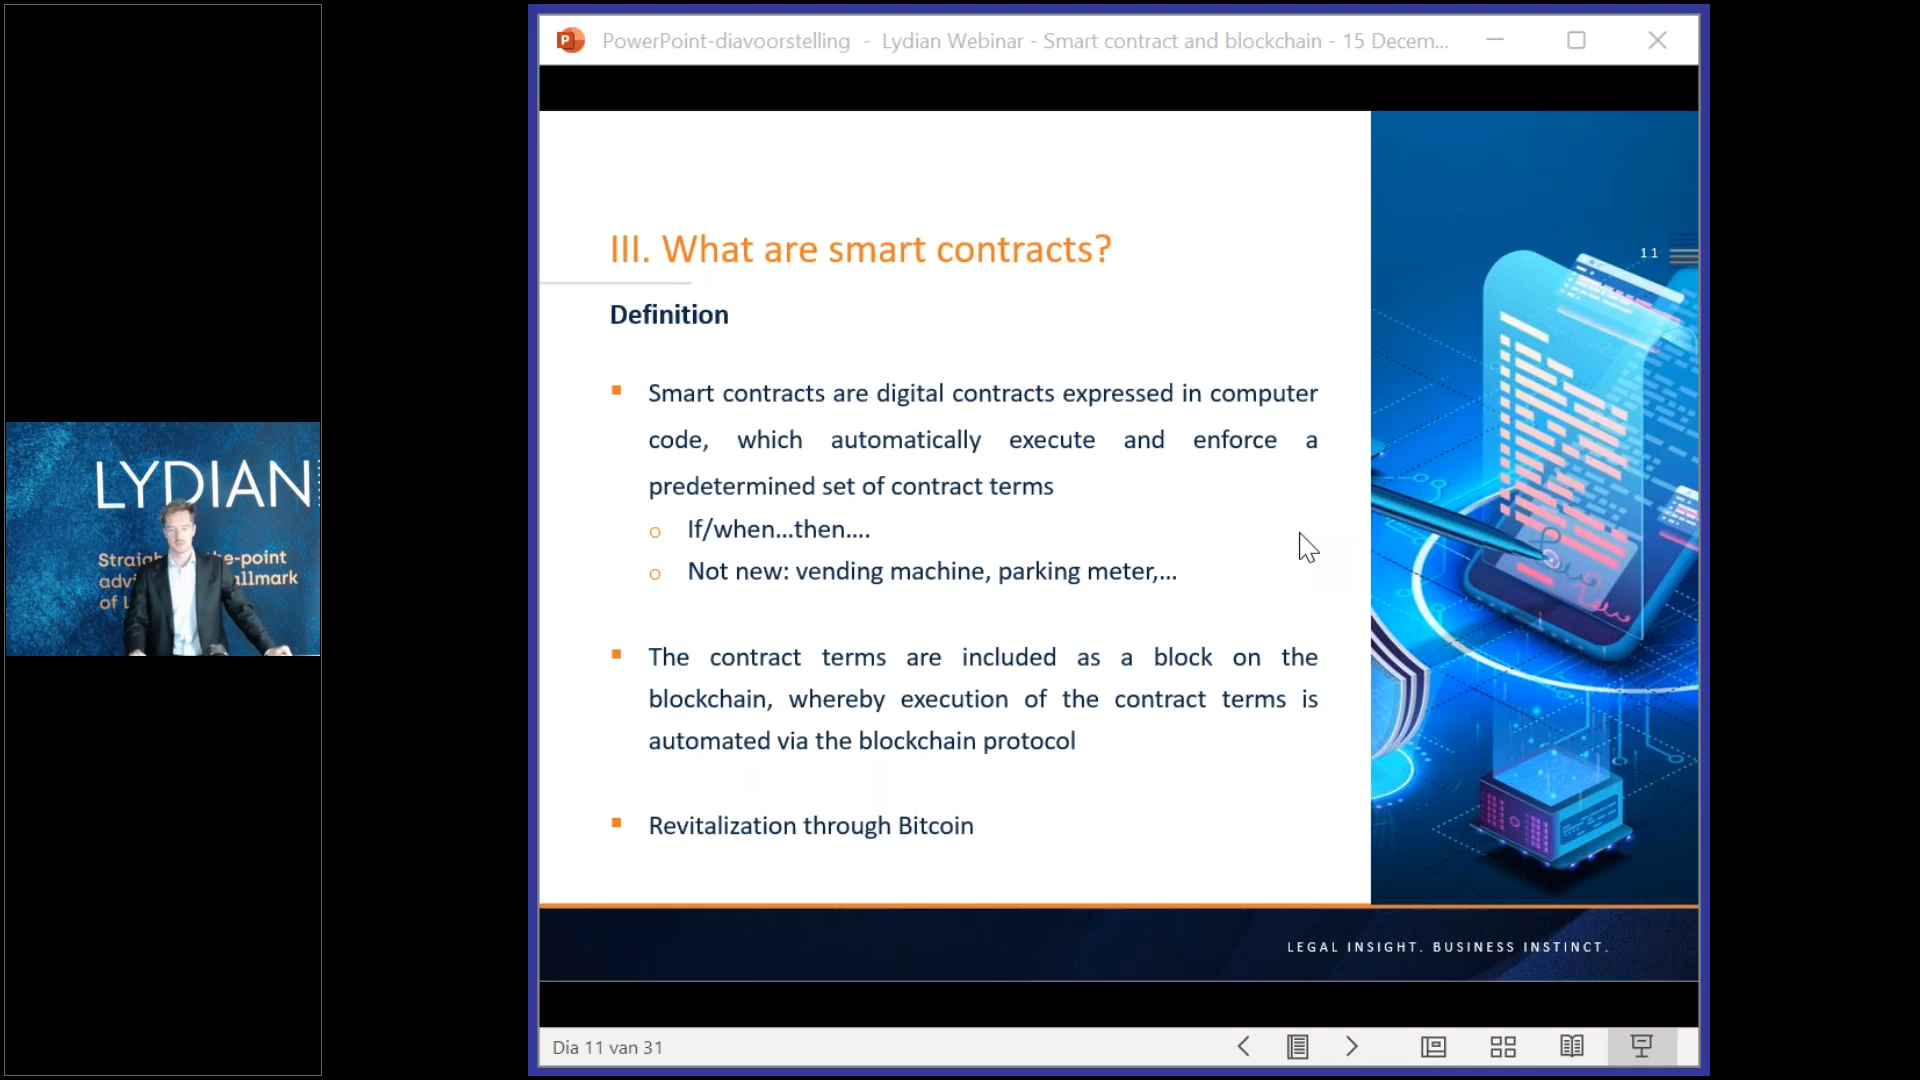 PowerPoint-diavoorstelling - Lydian Webinar - Smart contract and blockchain - 15 Decem...
III. What are smart contracts?
1.1
Definition
Smart contracts are digital contracts expressed in computer
code, which automatically execute and enforce a
predetermined set of contract terms
If/when...then....
Not new: vending machine, parking meter,...
The contract terms are included as a block on the
blockchain, whereby execution of the contract terms is
automated via the blockchain protocol
Revitalization through Bitcoin
LEGAL INSIGHT. BUSINESS INSTINCT.
Dia 11 van 31
LYDIAN
e-point
of L